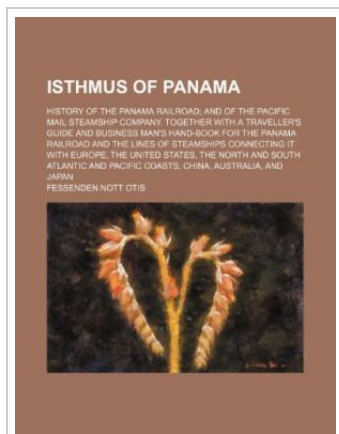 ISTHMUS OF PANAMA
HISTORY OF THE PANAMA RAILROAD; AND OF THE PACIFIC
MAIL STEAMSHIP COMPANY. TOGETHER WITH A TRAVELLER'S
GUIDE AND BUSINESS MAN'S HAND-BOOK FOR THE PANAMA
RAILROAD AND THE LINES OF STEAMSHIPS CONNECTING IT
WITH EUROPE, THE UNITED STATES, THE NORTH AND SOUTH
ATLANTIC AND PACIFIC COASTS, CHINA, AUSTRALIA, AND
JAPAN
FESSENDEN NOTT OTIS